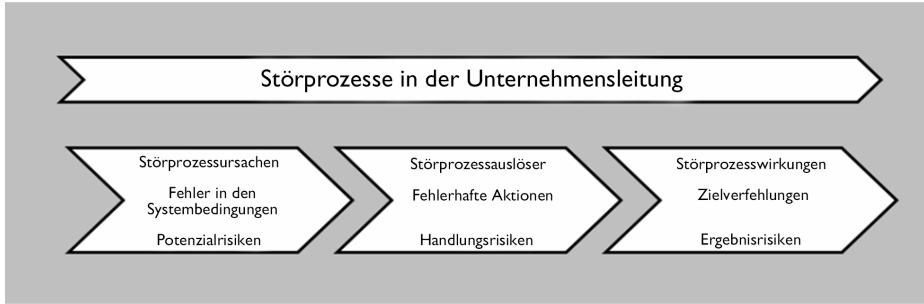 Störprozesse in der Unternehmensleitung
Störprozessursachen
Fehler in den
Systembedingungen
Potenzialrisiken
Störprozessauslöser
Fehlerhafte Aktionen
Handlungsrisiken
Störprozesswirkungen
Zielverfehlungen
Ergebnisrisiken